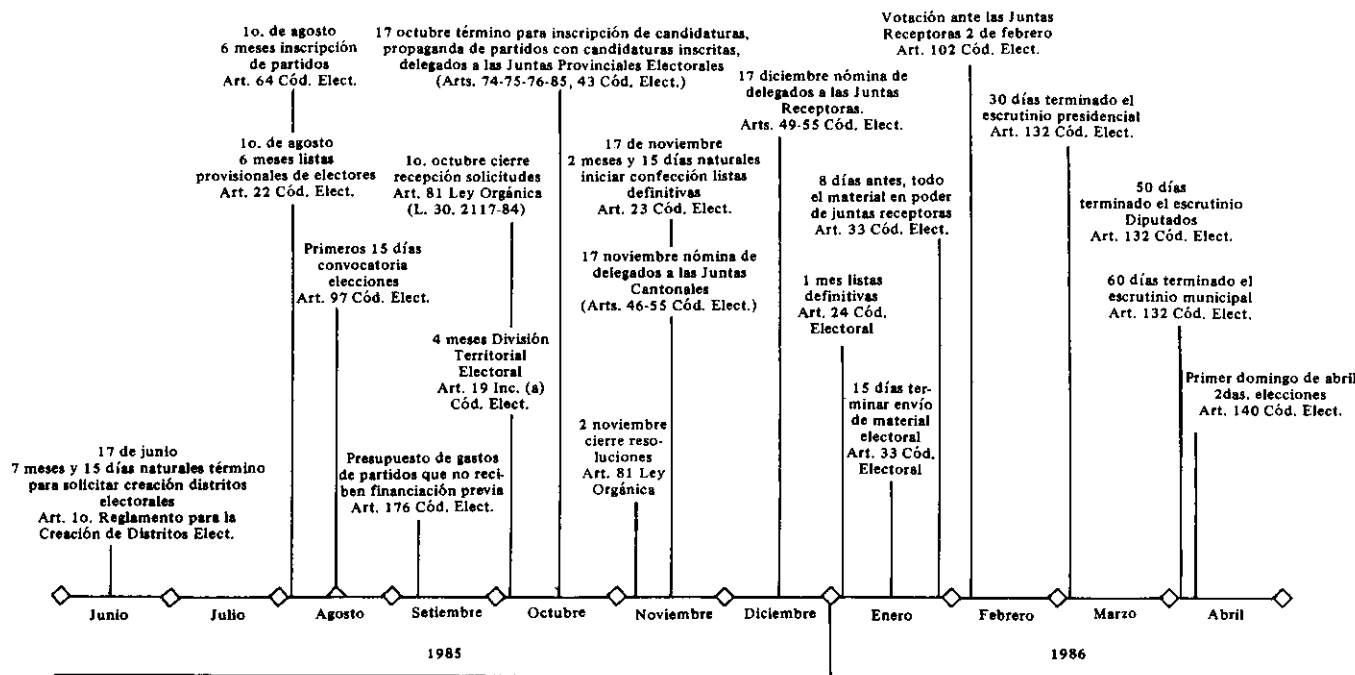 1o. de agosto
6 meses inscripción
de partidos
Art. 64 Cód. Elect.
1o. de agosto
6 meses listas
provisionales de electores
Art. 22 Cód. Elect.
17 octubre término para inscripción de candidaturas,
propaganda de partidos con candidaturas inscritas,
delegados a las Juntas Provinciales Electorales
(Arts. 74-75-76-85, 43 Cód. Elect.)
Votación ante las Juntas
Receptoras 2 de febrero
Art. 102 Cód. Elect.
17 diciembre nómina de
delegados a las Juntas
Receptoras.
Arts. 49-55 Cód. Elect.
30 días terminado el
escrutinio presidencial
Art. 132 Cód. Elect.
1o. octubre cierre
recepción solicitudes
Art. 81 Ley Orgánica
(L. 30. 2117-84)
17 de noviembre
2 meses y 15 días naturales
iniciar confección listas
definitivas
Art. 23 Cód. Elect.
8 días antes, todo
el material en poder
de juntas receptoras
Art. 33 Cód. Elect.
50 días
terminado el escrutinio
Diputados
Art. 132 Cód. Elect.
Primeros 15 días
convocatoria
elecciones
Art. 97 Cód. Elect.
17 noviembre nómina de
delegados a las Juntas
Cantonales
(Arts. 46-55 Cód. Elect.)
1 mes listas
definitivas
Art. 24 Cód.
Electoral
60 días terminado el
escrutinio municipal
Art. 132 Cód. Elect.
4 meses División
Territorial
Electoral
Art. 19 Inc. (a)
Cód. Elect.
15 días ter-
minar envío
de material
electoral
Art. 33 Cód.
Electoral
Primer domingo de abril
2das. elecciones
Art. 140 Cód. Elect.
17 de junio
7 meses y 15 días naturales término
para solicitar creación distritos
electorales
Art. 1o. Reglamento para la
Creación de Distritos Elect.
Presupuesto de gastos
de partidos que no reci-
ben financiación previa
Art. 176 Cód. Elect.
2 noviembre
cierre reso-
luciones
Art. 81 Ley
Orgánica
Junio Julio Agosto Setiembre Octubre Noviembre Diciembre Enero Febrero Marzo Abril
1985 1986